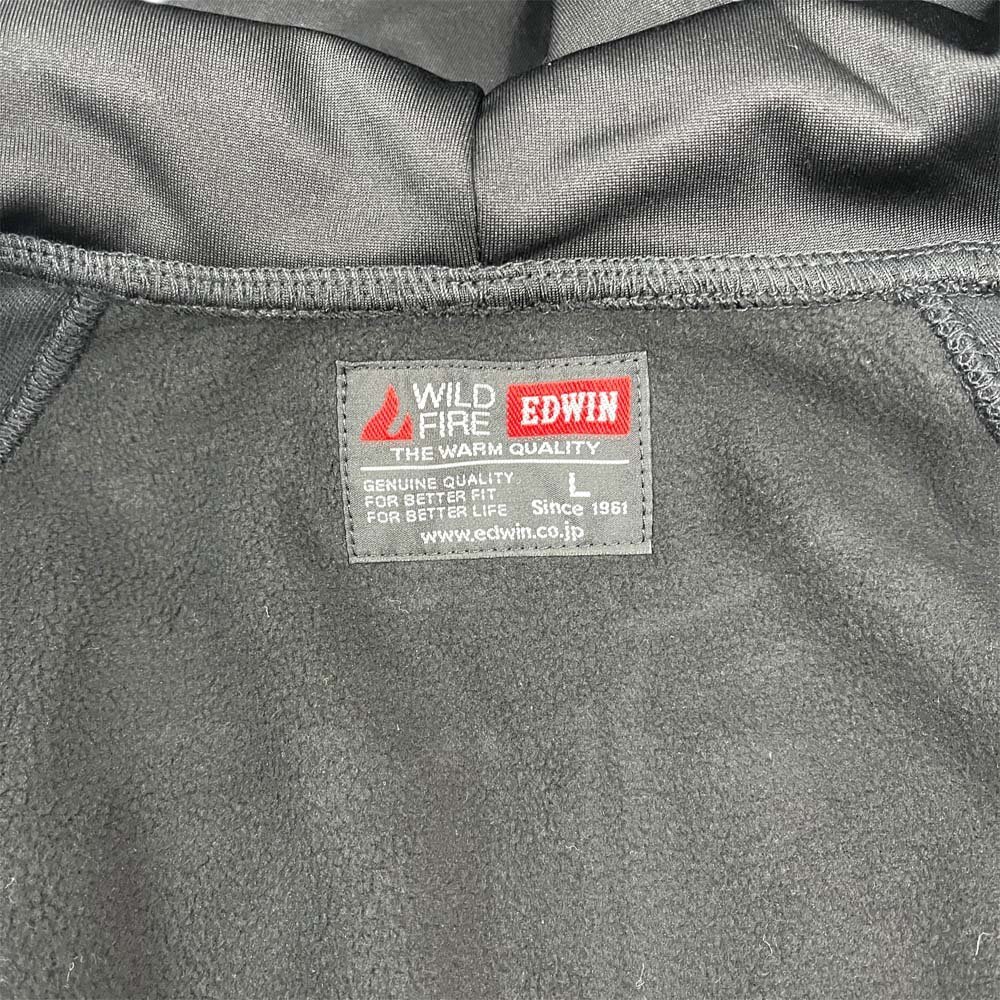 WILD
FIRE
EDWIN
THE WARM QUALITY
GENUINE QUALITY
FOR BETTER FIT
FOR BETTER LIFE
L
Since 1961
www.edwin.co.jp